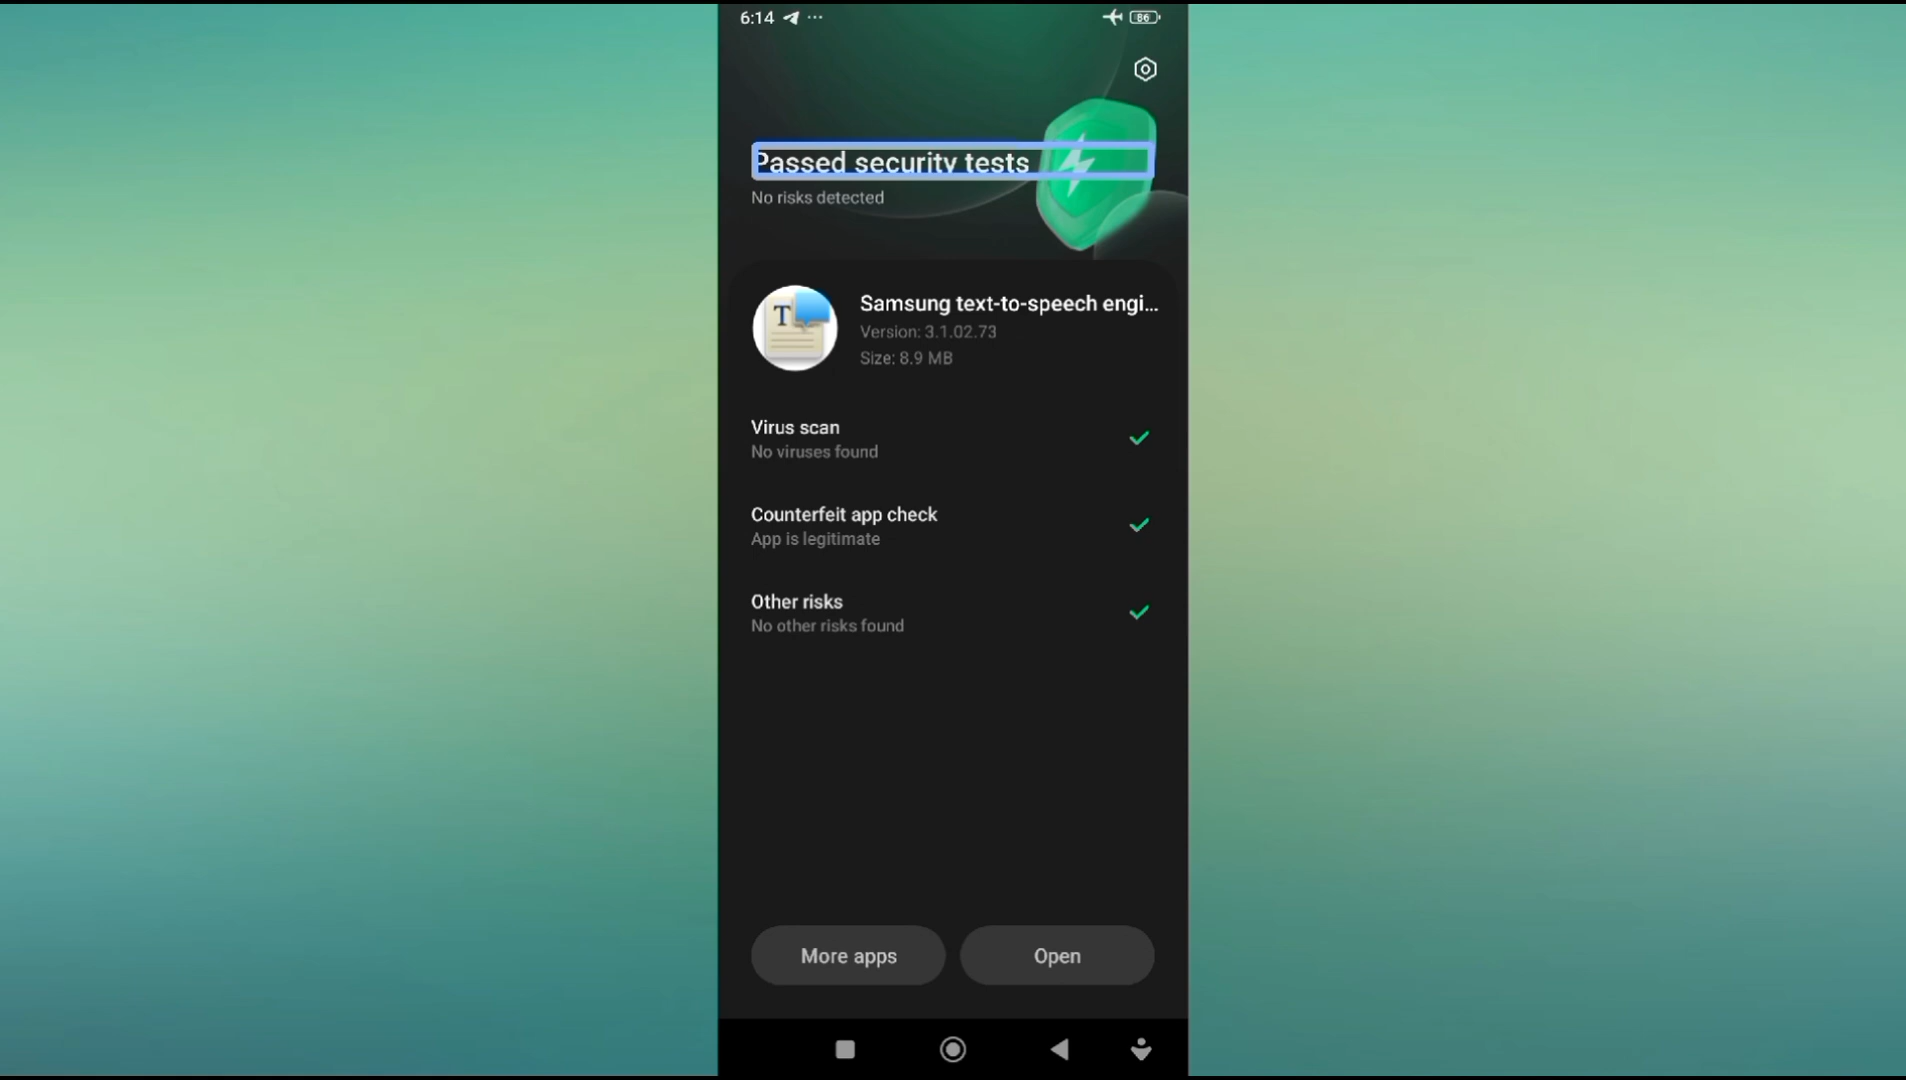 6:14
86
Passed security tests
No risks detected
T
Samsung text-to-speech engi...
Version: 3.1.02.73
Size: 8.9 MB
Virus scan
No viruses found
Counterfeit app check
App is legitimate
Other risks
No other risks found
More apps
Open